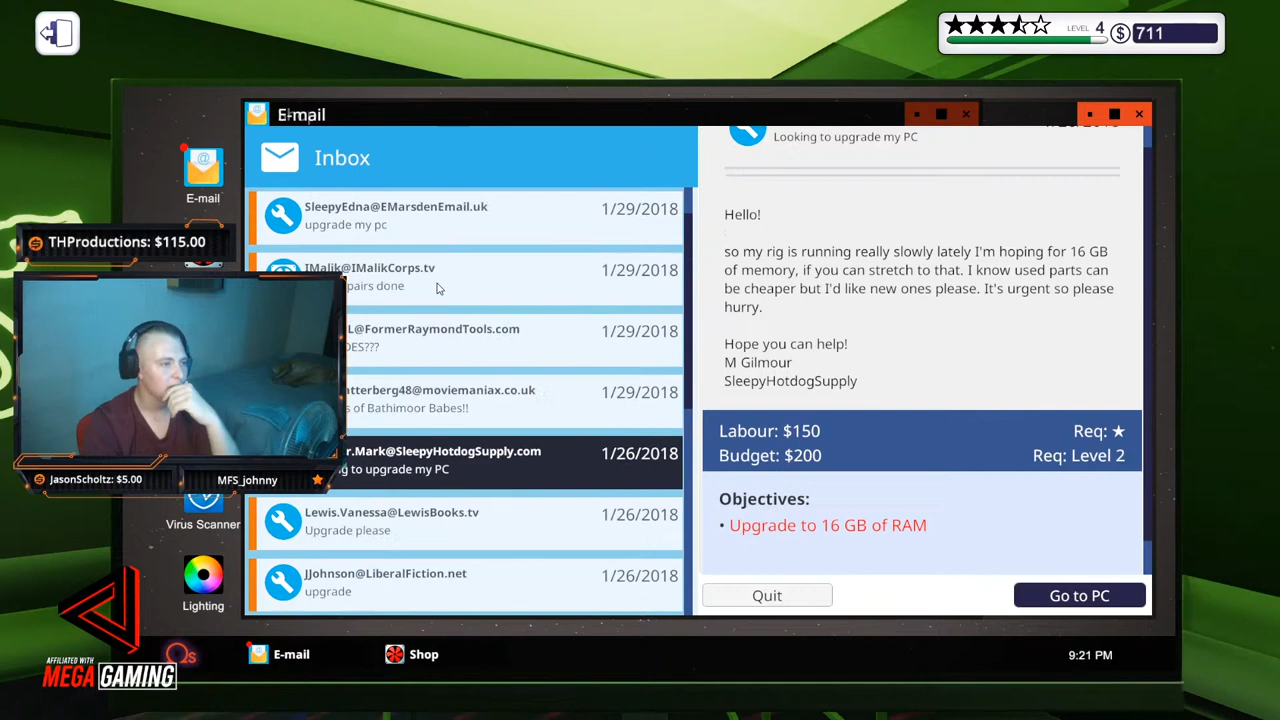 LEVEL 4
$ 711
E-mail
Inbox
Looking to upgrade my PC
E-mail
SleepyEdna@EMarsdenEmail.uk 1/29/2018
upgrade my pc
THProductions: $115.00
IMalik@IMalikCorps.tv 1/29/2018
pairs done
L@FormerRaymondTools.com 1/29/2018
DES???
tterberg48@moviemaniax.co.uk 1/29/2018
s of Bathimoor Babes!!
r.Mark@SleepyHotdogSupply.com 1/26/2018
g to upgrade my PC
JasonScholtz: $5.00
MFS_johnny
Lewis.Vanessa@LewisBooks.tv 1/26/2018
Upgrade please
Virus Scanner
JJohnson@LiberalFiction.net 1/26/2018
upgrade
Lighting
Hello!
so my rig is running really slowly lately I'm hoping for 16 GB
of memory, if you can stretch to that. I know used parts can
be cheaper but I'd like new ones please. It's urgent so please
hurry.
Hope you can help!
M Gilmour
SleepyHotdogSupply
Labour: $150 Req: ★
Budget: $200 Req: Level 2
Objectives:
• Upgrade to 16 GB of RAM
Quit
Go to PC
E-mail
Shop
9:21 PM
AFFILIATED WITH
MEGA GAMING